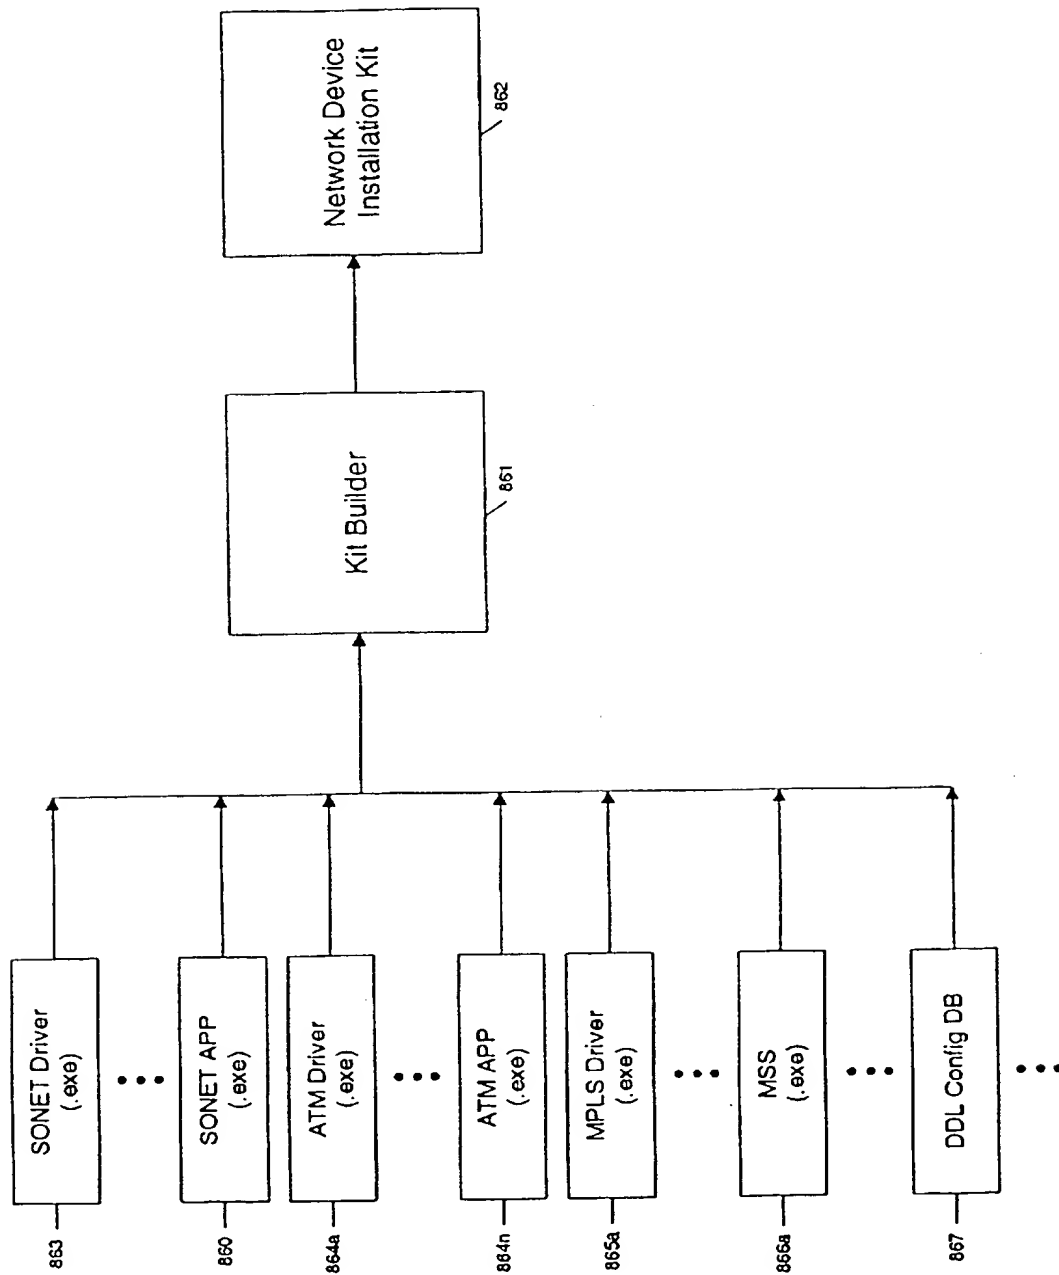 863
SONET Driver
(.exe)
860
SONET APP
(.exe)
864a
ATM Driver
(.exe)
864n
ATM APP
(.exe)
865a
MPLS Driver
(.exe)
866a
MSS
(.exe)
867
DDL Config DB
Kit Builder
861
Network Device
Installation Kit
862